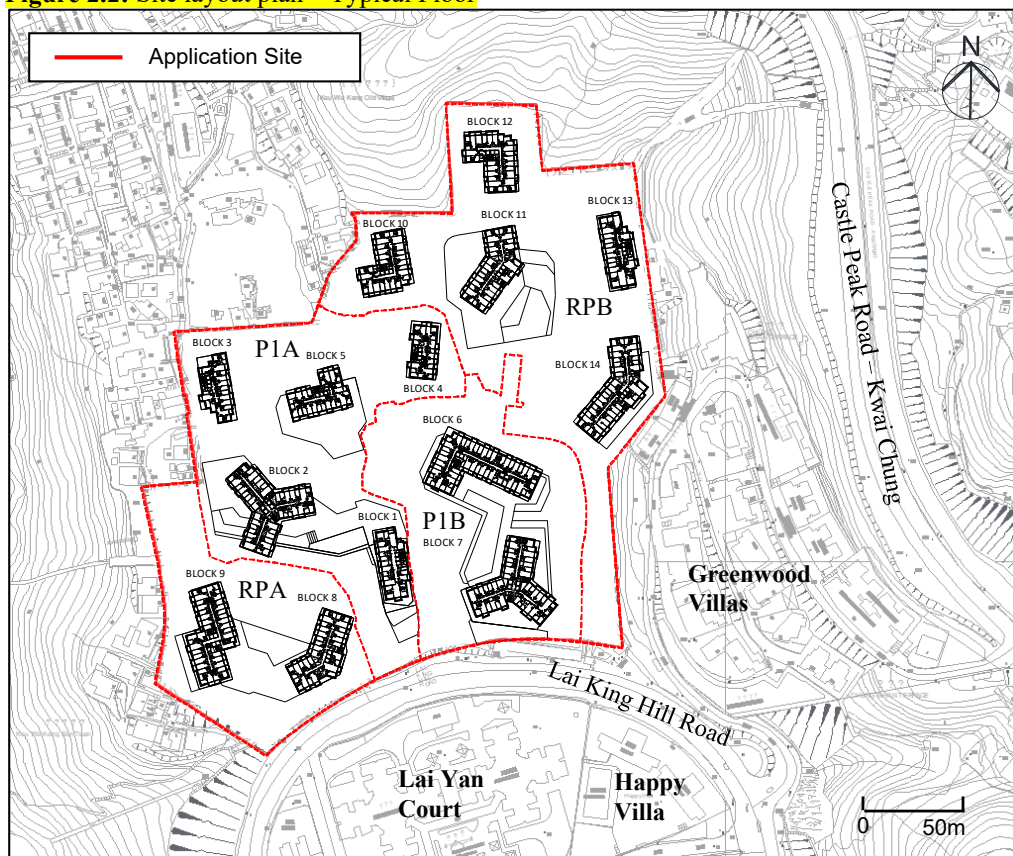 Figure 2.2: Site layout plan – Typical Floor
Application Site
N
BLOCK 12
BLOCK 13
BLOCK 11
BLOCK 10
RPB
P1A
BLOCK 3
BLOCK 5
BLOCK 4
BLOCK 14
BLOCK 6
BLOCK 2
BLOCK 1
P1B
BLOCK 7
BLOCK 9
RPA
BLOCK 8
Castle Peak Road – Kwai Chung
Greenwood
Villas
Lai King Hill Road
Lai Yan
Court
Happy
Villa
0 50m